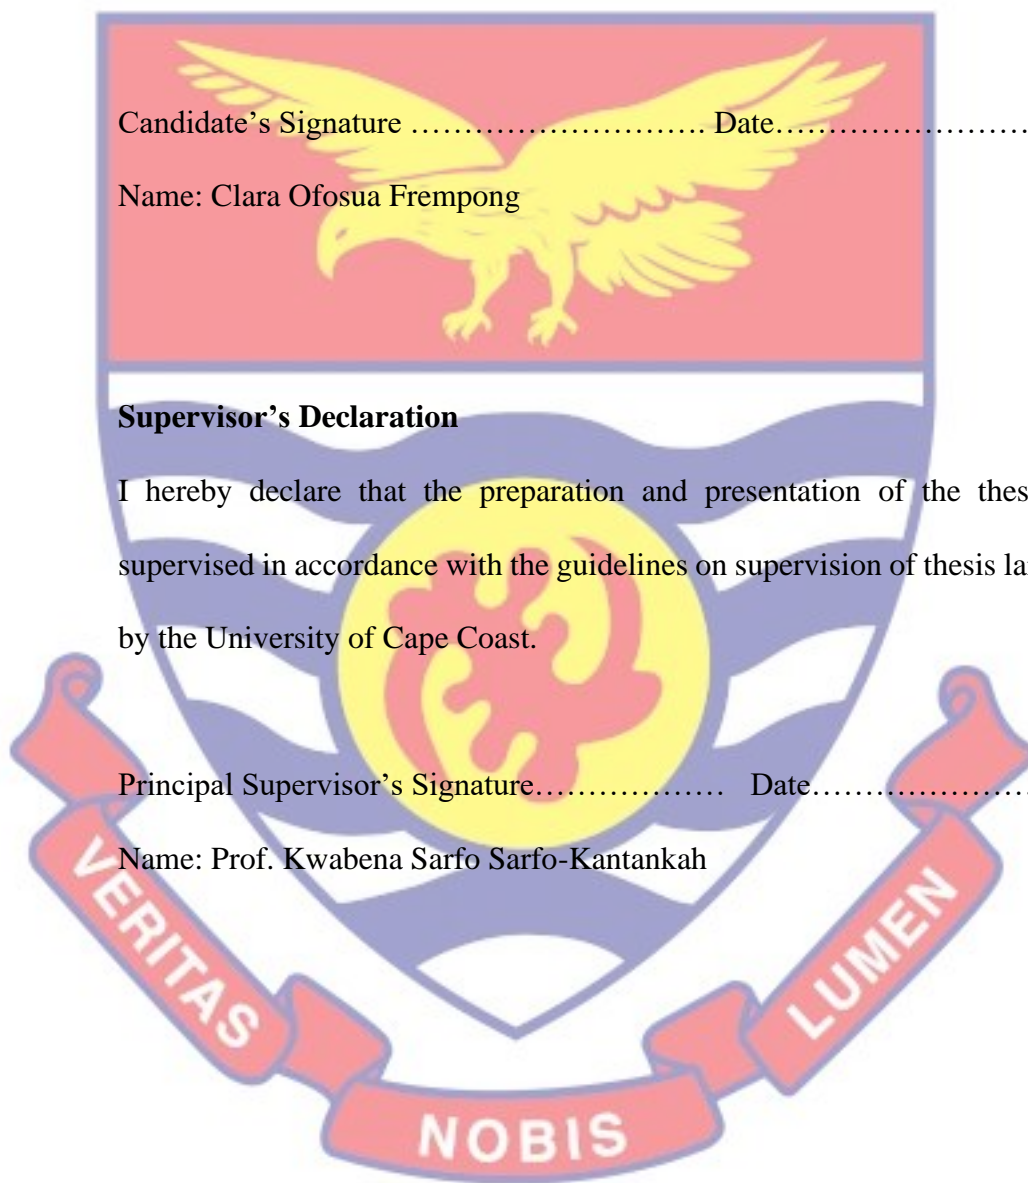 Candidate’s Signature ………………………. Date……………………
Name: Clara Ofosua Frempong
Supervisor’s Declaration
I hereby declare that the preparation and presentation of the thes
supervised in accordance with the guidelines on supervision of thesis la
by the University of Cape Coast.
Principal Supervisor’s Signature……………… Date…………………
Name: Prof. Kwabena Sarfo Sarfo-Kantankah
VERITAS
NOBIS
LUMEN